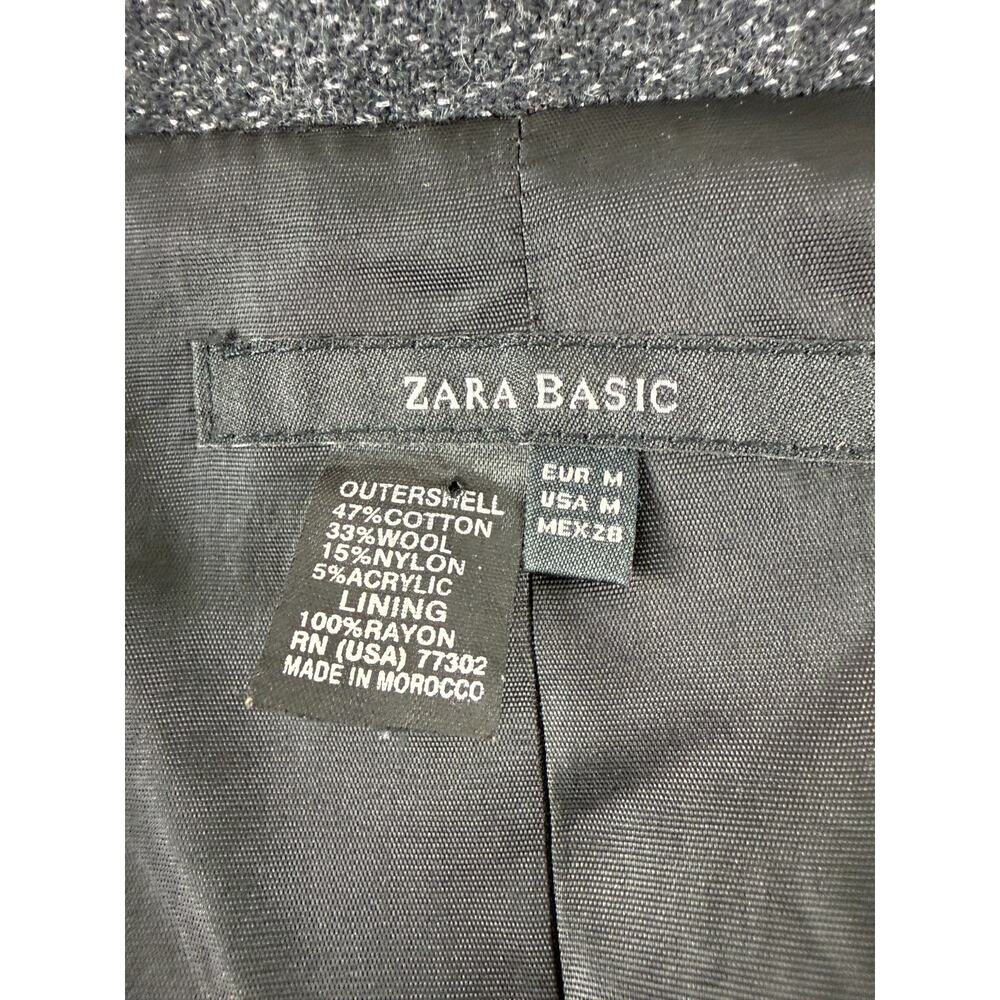 ZARA BASIC
EUR M
USA M
MEX 28
OUTERSHELL
47%COTTON
33%WOOL
15%NYLON
5%ACRYLIC
LINING
100%RAYON
RN (USA) 77302
MADE IN MOROCCO